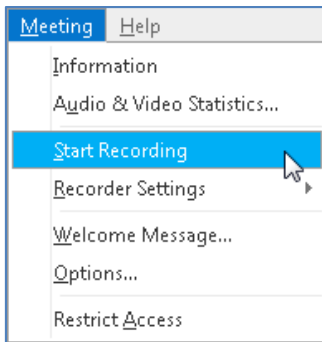 Meeting Help
Information
Audio & Video Statistics...
Start Recording
Recorder Settings
Welcome Message...
Options...
Restrict Access